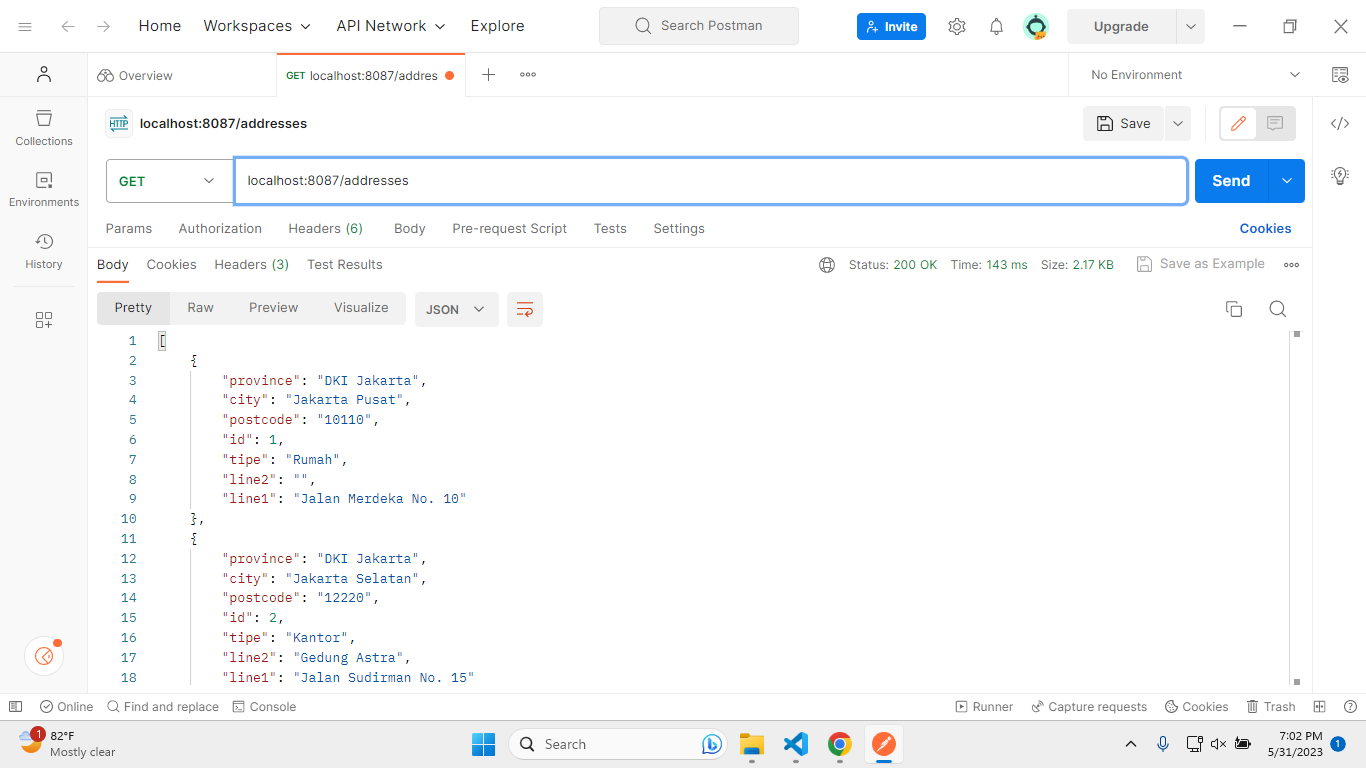 Home Workspaces API Network Explore Search Postman Invite Upgrade
Overview GET localhost:8087/addres No Environment
HTTP localhost:8087/addresses Save
Collections
GET localhost:8087/addresses Send
Environments
Params Authorization Headers (6) Body Pre-request Script Tests Settings Cookies
History
Body Cookies Headers (3) Test Results Status: 200 OK Time: 143 ms Size: 2.17 KB Save as Example
Pretty Raw Preview Visualize JSON
1 [
2 {
3 "province": "DKI Jakarta",
4 "city": "Jakarta Pusat",
5 "postcode": "10110",
6 "id": 1,
7 "tipe": "Rumah",
8 "line2": "",
9 "line1": "Jalan Merdeka No. 10"
10 },
11 {
12 "province": "DKI Jakarta",
13 "city": "Jakarta Selatan",
14 "postcode": "12220",
15 "id": 2,
16 "tipe": "Kantor",
17 "line2": "Gedung Astra",
18 "line1": "Jalan Sudirman No. 15"
Online Find and replace Console Runner Capture requests Cookies Trash
1 82°F
Mostly clear
Search
7:02 PM
5/31/2023 1